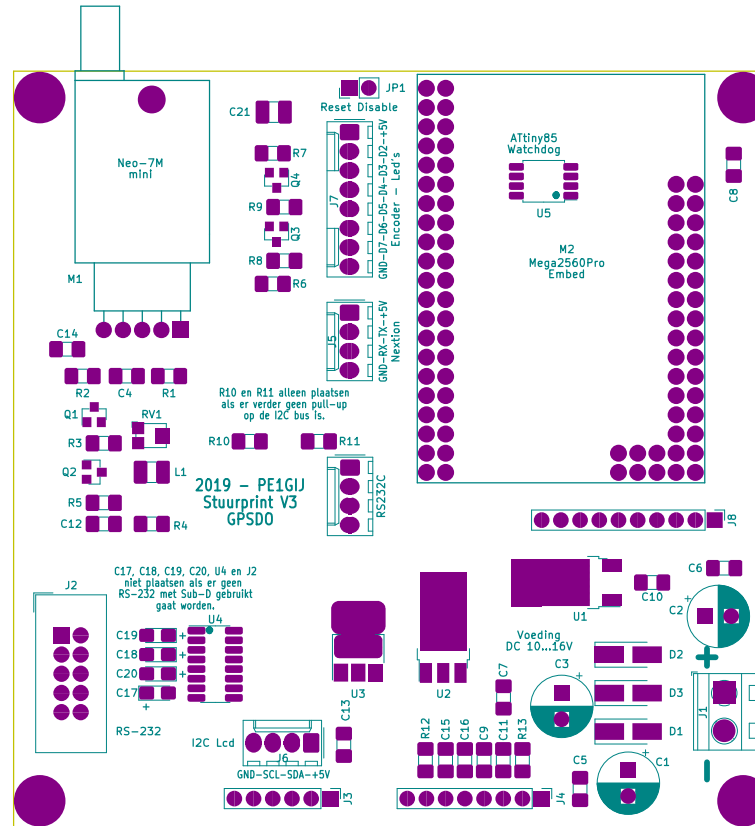 JP1
Reset Disable
C21
R7
Q4
R9
Q3
R8
R6
J7
GND-D7-D6-D5-D4-D3-D2-+5V
Encoder - Led's
Neo-7M
mini
M1
ATtiny85
Watchdog
U5
M2
Mega2560Pro
Embed
C8
C14
R2
C4
R1
J5
GND-RX-TX-+5V
Nextion
R10 en R11 alleen plaatsen
als er verder geen pull-up
op de I2C bus is.
Q1
RV1
R3
R10
R11
Q2
L1
R5
C12
R4
2019 - PE1GIJ
Stuurprint V3
GPSDO
RS232C
J8
C17, C18, C19, C20, U4 en J2
niet plaatsen als er geen
RS-232 met Sub-D gebruikt
gaat worden.
J2
U4
C19 +
C18 +
C20 +
C17
+
RS-232
U3
U2
U1
C10
C6
+
C2
Voeding
DC 10...16V
C3
+
D2
+
D3
J1
D1
-
C7
C13
I2C Lcd
J6
GND-SCL-SDA-+5V
J3
R12
C15
C16
C9
C11
R13
J4
C5
+
C1